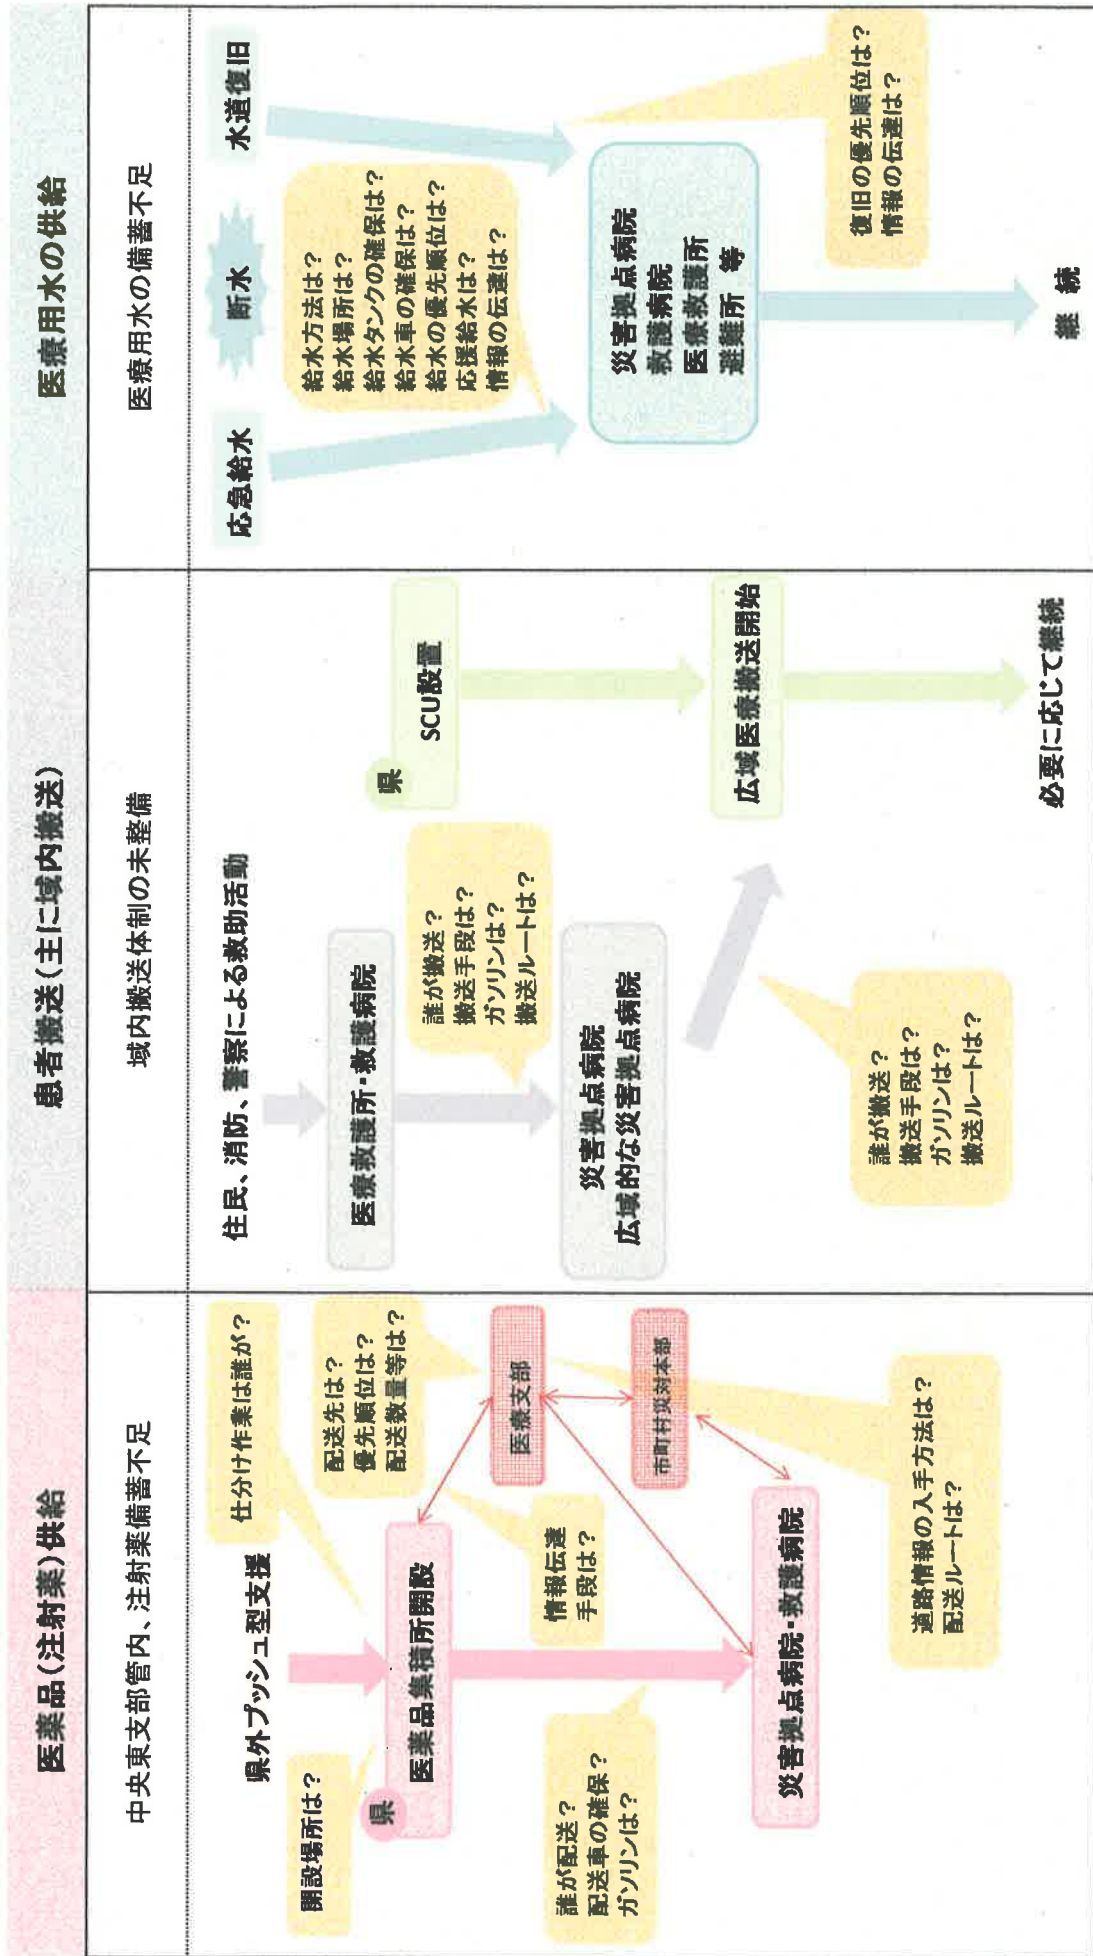 医薬品(注射薬)供給
中央東支部管内、注射薬備蓄不足
県外プッシュ型支援
仕分け作業は誰が?
開設場所は?
県
医薬品集積所開設
配送先は?
優先順位は?
配送数量等は?
医療支部
情報伝達
手段は?
市町村災対本部
誰が配送?
配送車の確保?
ガソリンは?
災害拠点病院・救護病院
道路情報の入手方法は?
配送ルートは?
患者搬送(主に域内搬送)
域内搬送体制の未整備
住民、消防、警察による救助活動
医療救護所・救護病院
県
SCU設置
誰が搬送?
搬送手段は?
ガソリンは?
搬送ルートは?
災害拠点病院
広域的な災害拠点病院
広域医療搬送開始
誰が搬送?
搬送手段は?
ガソリンは?
搬送ルートは?
必要に応じて継続
医療用水の供給
医療用水の備蓄不足
応急給水
断水
水道復旧
給水方法は?
給水場所は?
給水タンクの確保は?
給水車の確保は?
給水の優先順位は?
応援給水は?
情報の伝達は?
災害拠点病院
救護病院
医療救護所
避難所 等
復旧の優先順位は?
情報の伝達は?
継 続